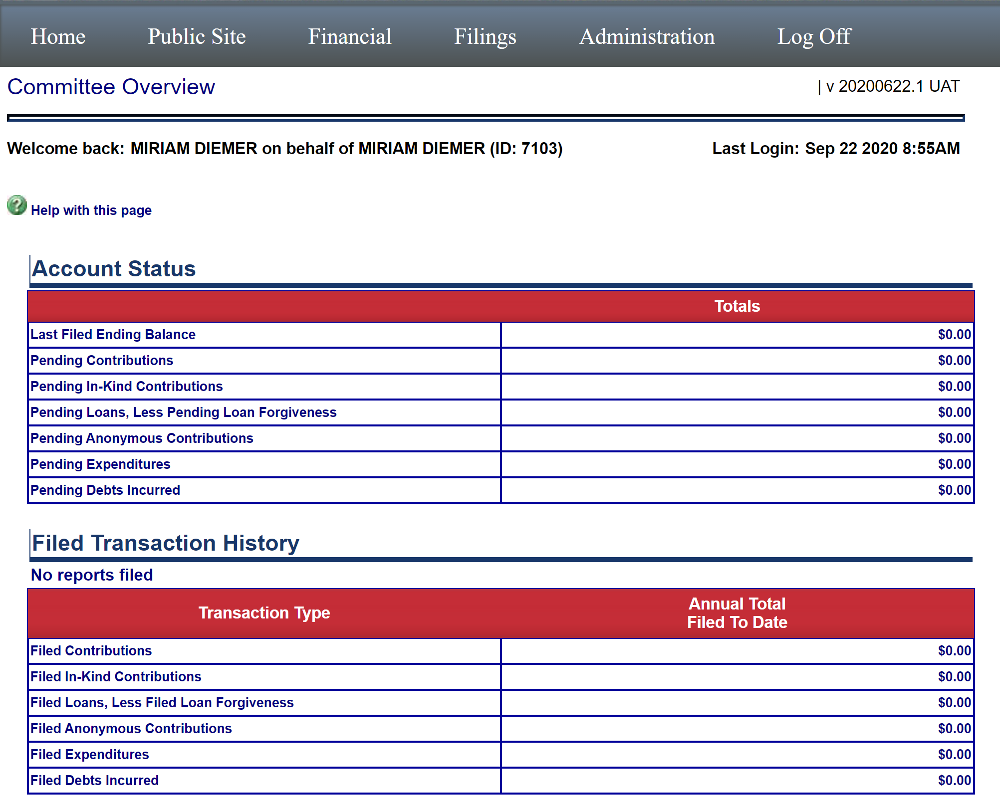 Home Public Site Financial Filings Administration Log Off
Committee Overview | v 20200622.1 UAT
Welcome back: MIRIAM DIEMER on behalf of MIRIAM DIEMER (ID: 7103) Last Login: Sep 22 2020 8:55AM
? Help with this page
Account Status
Totals
Last Filed Ending Balance $0.00
Pending Contributions $0.00
Pending In-Kind Contributions $0.00
Pending Loans, Less Pending Loan Forgiveness $0.00
Pending Anonymous Contributions $0.00
Pending Expenditures $0.00
Pending Debts Incurred $0.00
Filed Transaction History
No reports filed
Transaction Type Annual Total
Filed To Date
Filed Contributions $0.00
Filed In-Kind Contributions $0.00
Filed Loans, Less Filed Loan Forgiveness $0.00
Filed Anonymous Contributions $0.00
Filed Expenditures $0.00
Filed Debts Incurred $0.00